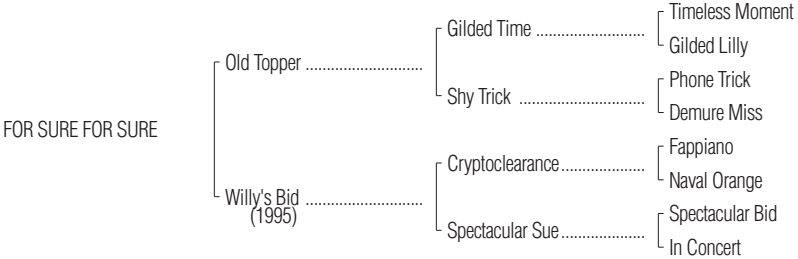 Timeless Moment
Gilded Time ..........................
Gilded Lilly
Old Topper ............................
Phone Trick
Shy Trick ..............................
Demure Miss
FOR SURE FOR SURE
Fappiano
Cryptoclearance....................
Naval Orange
Willy's Bid ............................
(1995)
Spectacular Bid
Spectacular Sue....................
In Concert